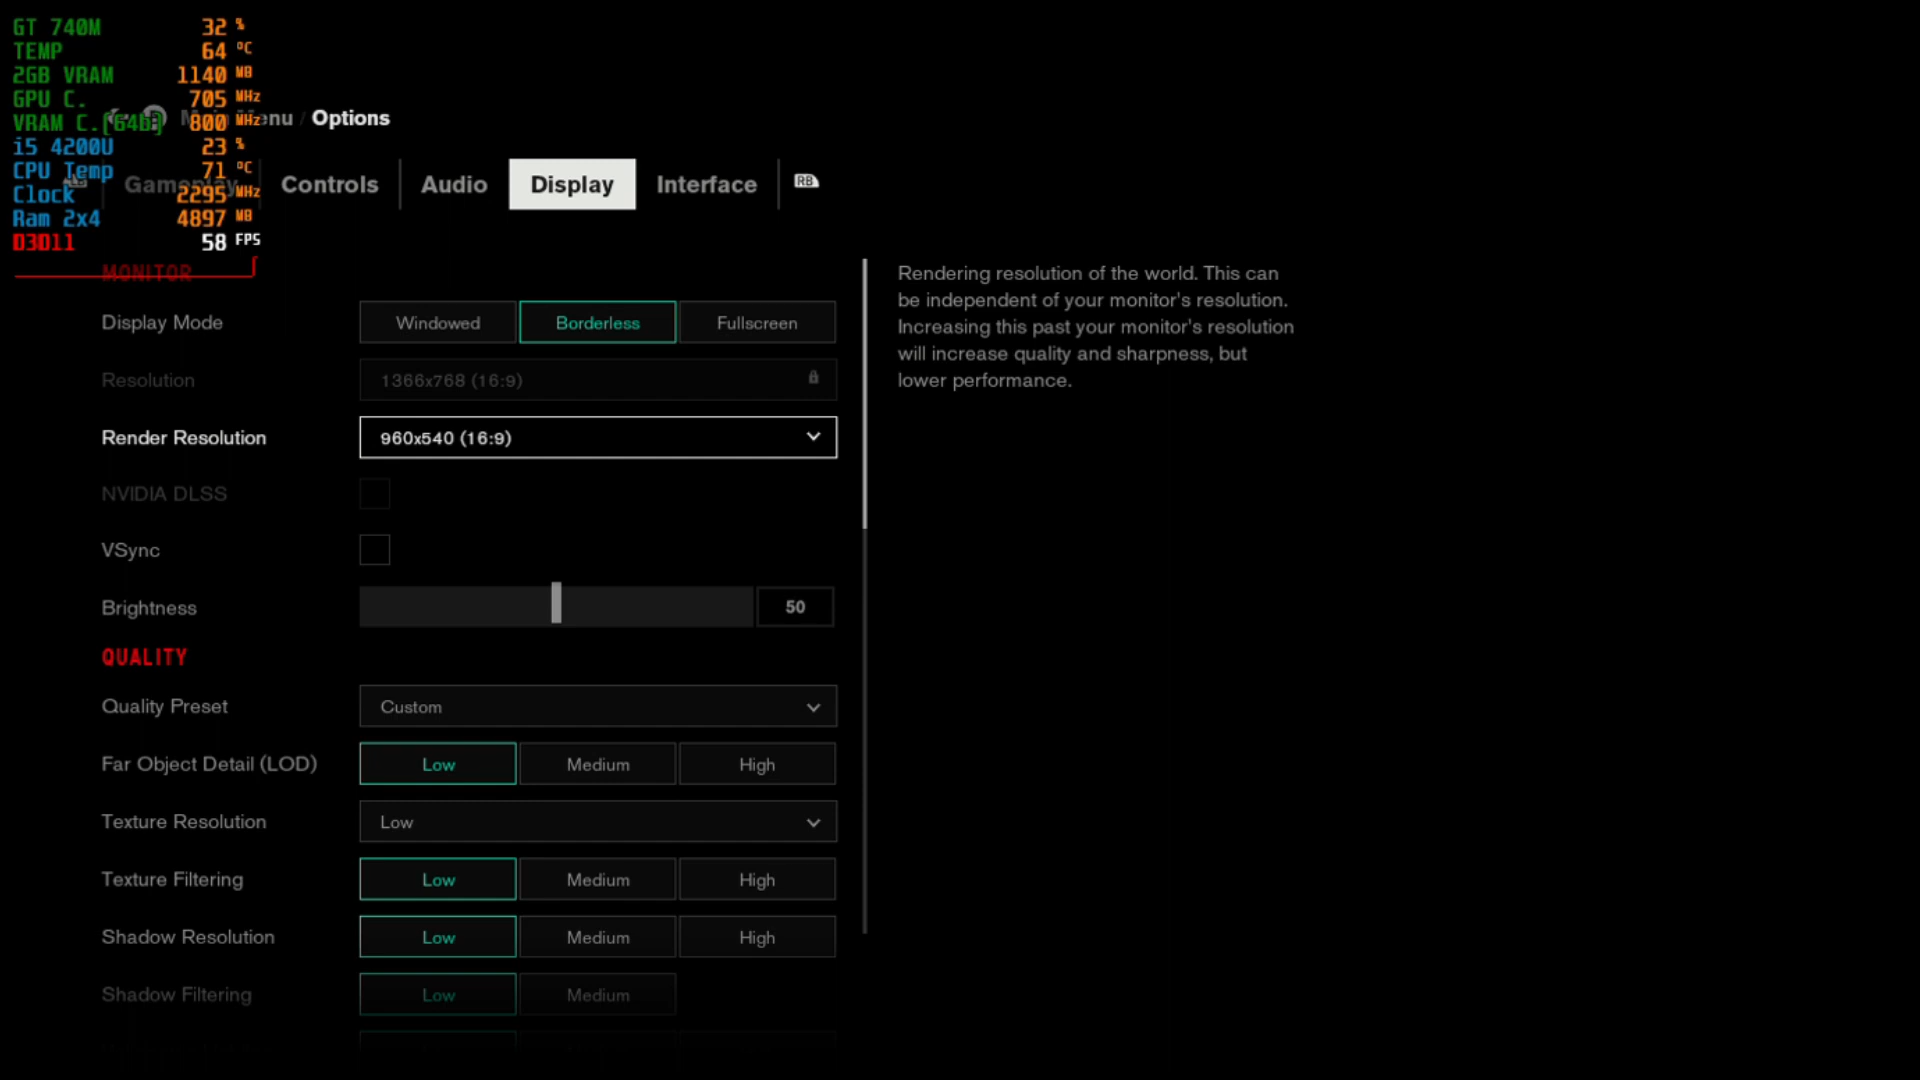 GT 740M 32 %
TEMP 64 °C
2GB VRAM 1140 MB
GPU C. 705 MHz
VRAM C.[64b] 800 MHz
i5 4200U 23 %
CPU Temp 71 °C
Clock 2295 MHz
Ram 2x4 4897 MB
D3D11 58 FPS
Main Menu / Options
Gameplay Controls Audio Display Interface RB
MONITOR
Display Mode Windowed Borderless Fullscreen
Resolution 1366x768 (16:9)
Render Resolution 960x540 (16:9)
NVIDIA DLSS
VSync
Brightness 50
QUALITY
Quality Preset Custom
Far Object Detail (LOD) Low Medium High
Texture Resolution Low
Texture Filtering Low Medium High
Shadow Resolution Low Medium High
Shadow Filtering Low Medium
Rendering resolution of the world. This can
be independent of your monitor's resolution.
Increasing this past your monitor's resolution
will increase quality and sharpness, but
lower performance.